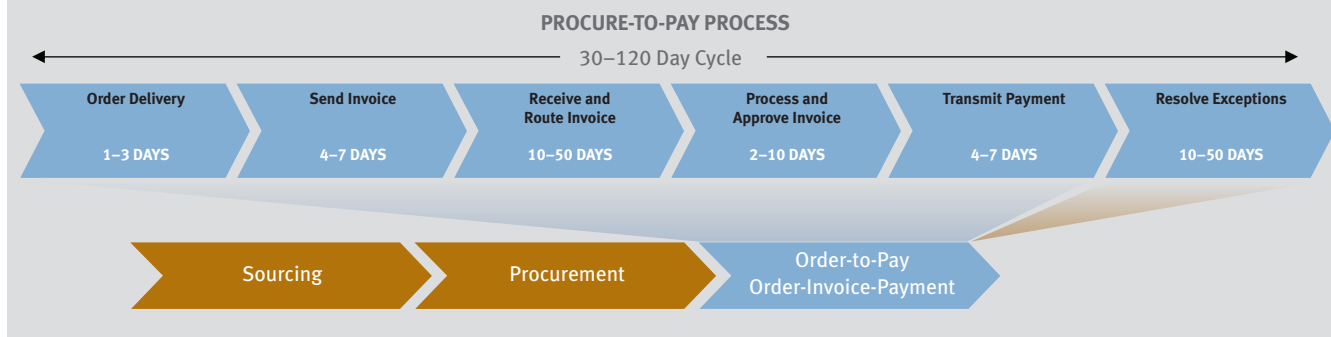 PROCURE-TO-PAY PROCESS
30–120 Day Cycle
Order Delivery
1–3 DAYS
Send Invoice
4–7 DAYS
Receive and
Route Invoice
10–50 DAYS
Process and
Approve Invoice
2–10 DAYS
Transmit Payment
4–7 DAYS
Resolve Exceptions
10–50 DAYS
Sourcing
Procurement
Order-to-Pay
Order-Invoice-Payment